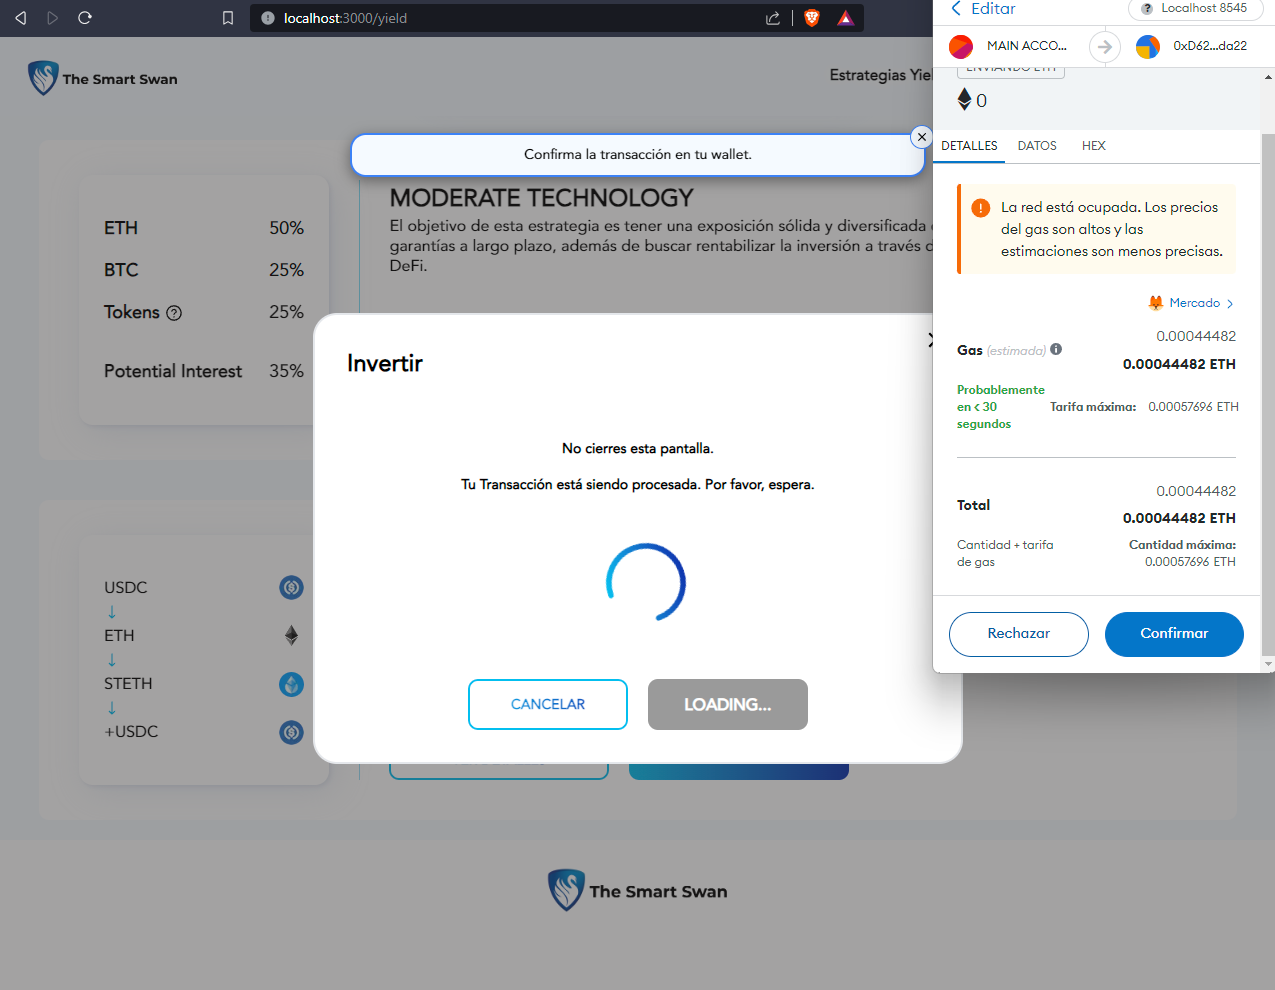 localhost:3000/yield
The Smart Swan
Estrategias Yiel
Confirma la transacción en tu wallet.
ETH 50%
BTC 25%
Tokens 25%
Potential Interest 35%
MODERATE TECHNOLOGY
El objetivo de esta estrategia es tener una exposición sólida y diversificada
garantías a largo plazo, además de buscar rentabilizar la inversión a través
DeFi.
Invertir
No cierres esta pantalla.
Tu Transacción está siendo procesada. Por favor, espera.
CANCELAR
LOADING...
USDC
ETH
STETH
+USDC
The Smart Swan
Editar
Localhost 8545
MAIN ACCO...
0xD62...da22
ENVIANDO ETH
0
DETALLES DATOS HEX
La red está ocupada. Los precios
del gas son altos y las
estimaciones son menos precisas.
Mercado
0.00044482
Gas (estimada)
0.00044482 ETH
Probablemente
en < 30
segundos
Tarifa máxima: 0.00057696 ETH
0.00044482
Total
0.00044482 ETH
Cantidad + tarifa
de gas
Cantidad máxima:
0.00057696 ETH
Rechazar
Confirmar